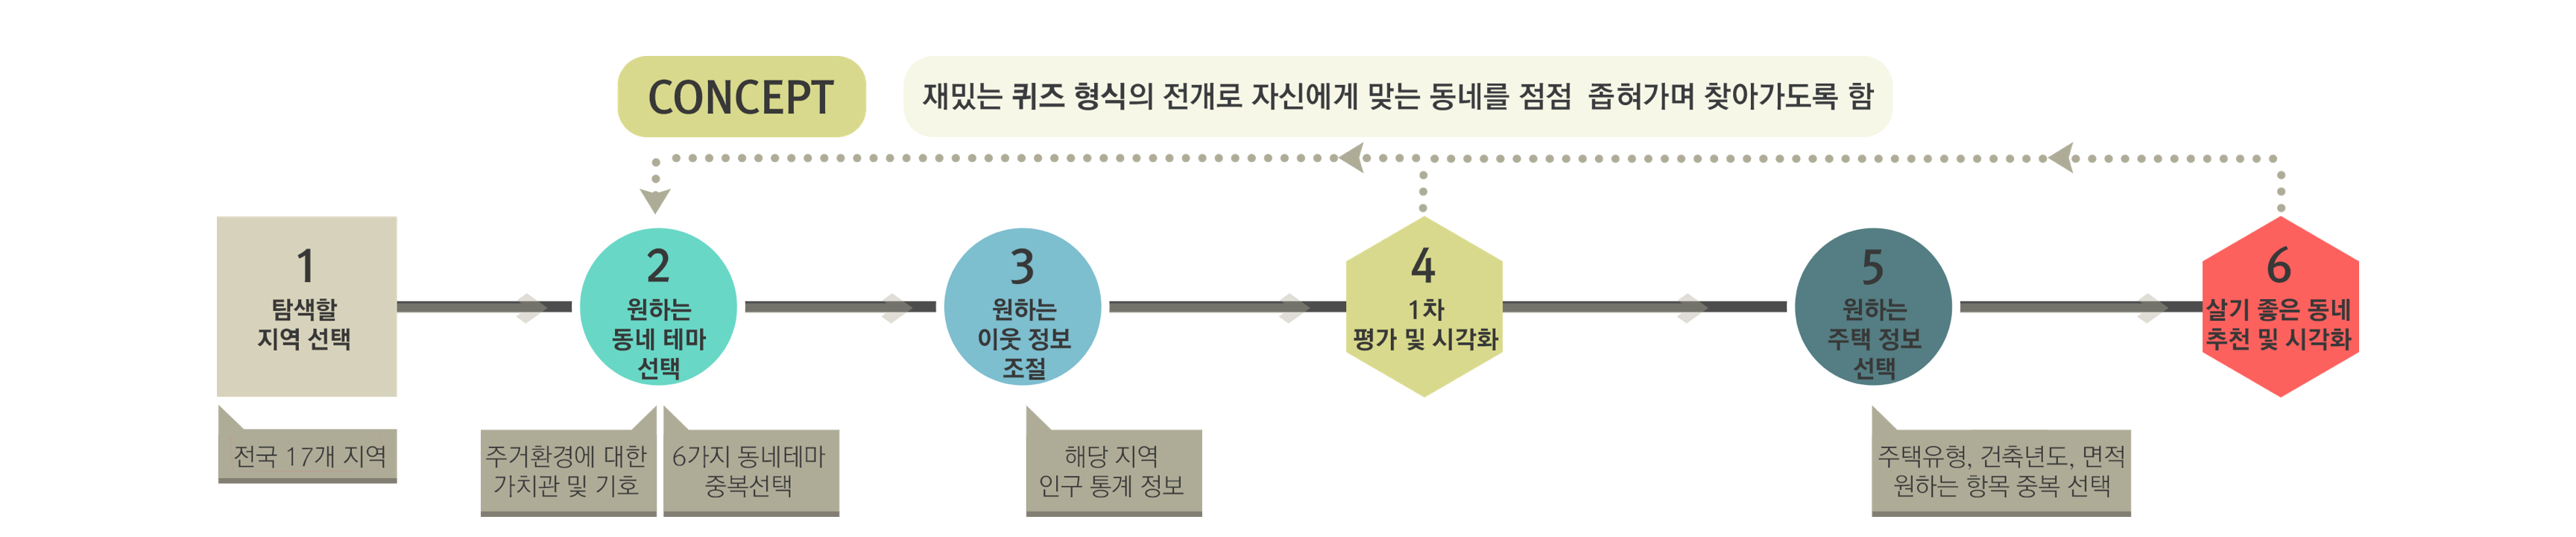 CONCEPT
재밌는 퀴즈 형식의 전개로 자신에게 맞는 동네를 점점 좁혀가며 찾아가도록 함
1
탐색할
지역 선택
2
원하는
동네 테마
선택
3
원하는
이웃 정보
조절
4
1차
평가 및 시각화
5
원하는
주택 정보
선택
6
살기 좋은 동네
추천 및 시각화
전국 17개 지역
주거환경에 대한
가치관 및 기호
6가지 동네테마
중복선택
해당 지역
인구 통계 정보
주택유형, 건축년도, 면적
원하는 항목 중복 선택